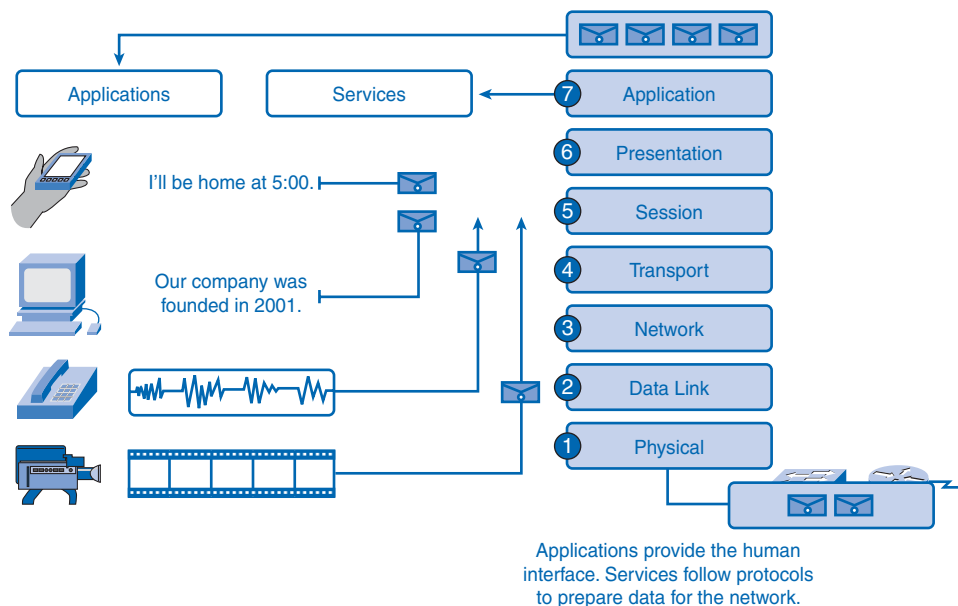 Applications
Services
7 Application
6 Presentation
I'll be home at 5:00.
5 Session
Our company was
founded in 2001.
4 Transport
3 Network
2 Data Link
1 Physical
Applications provide the human
interface. Services follow protocols
to prepare data for the network.